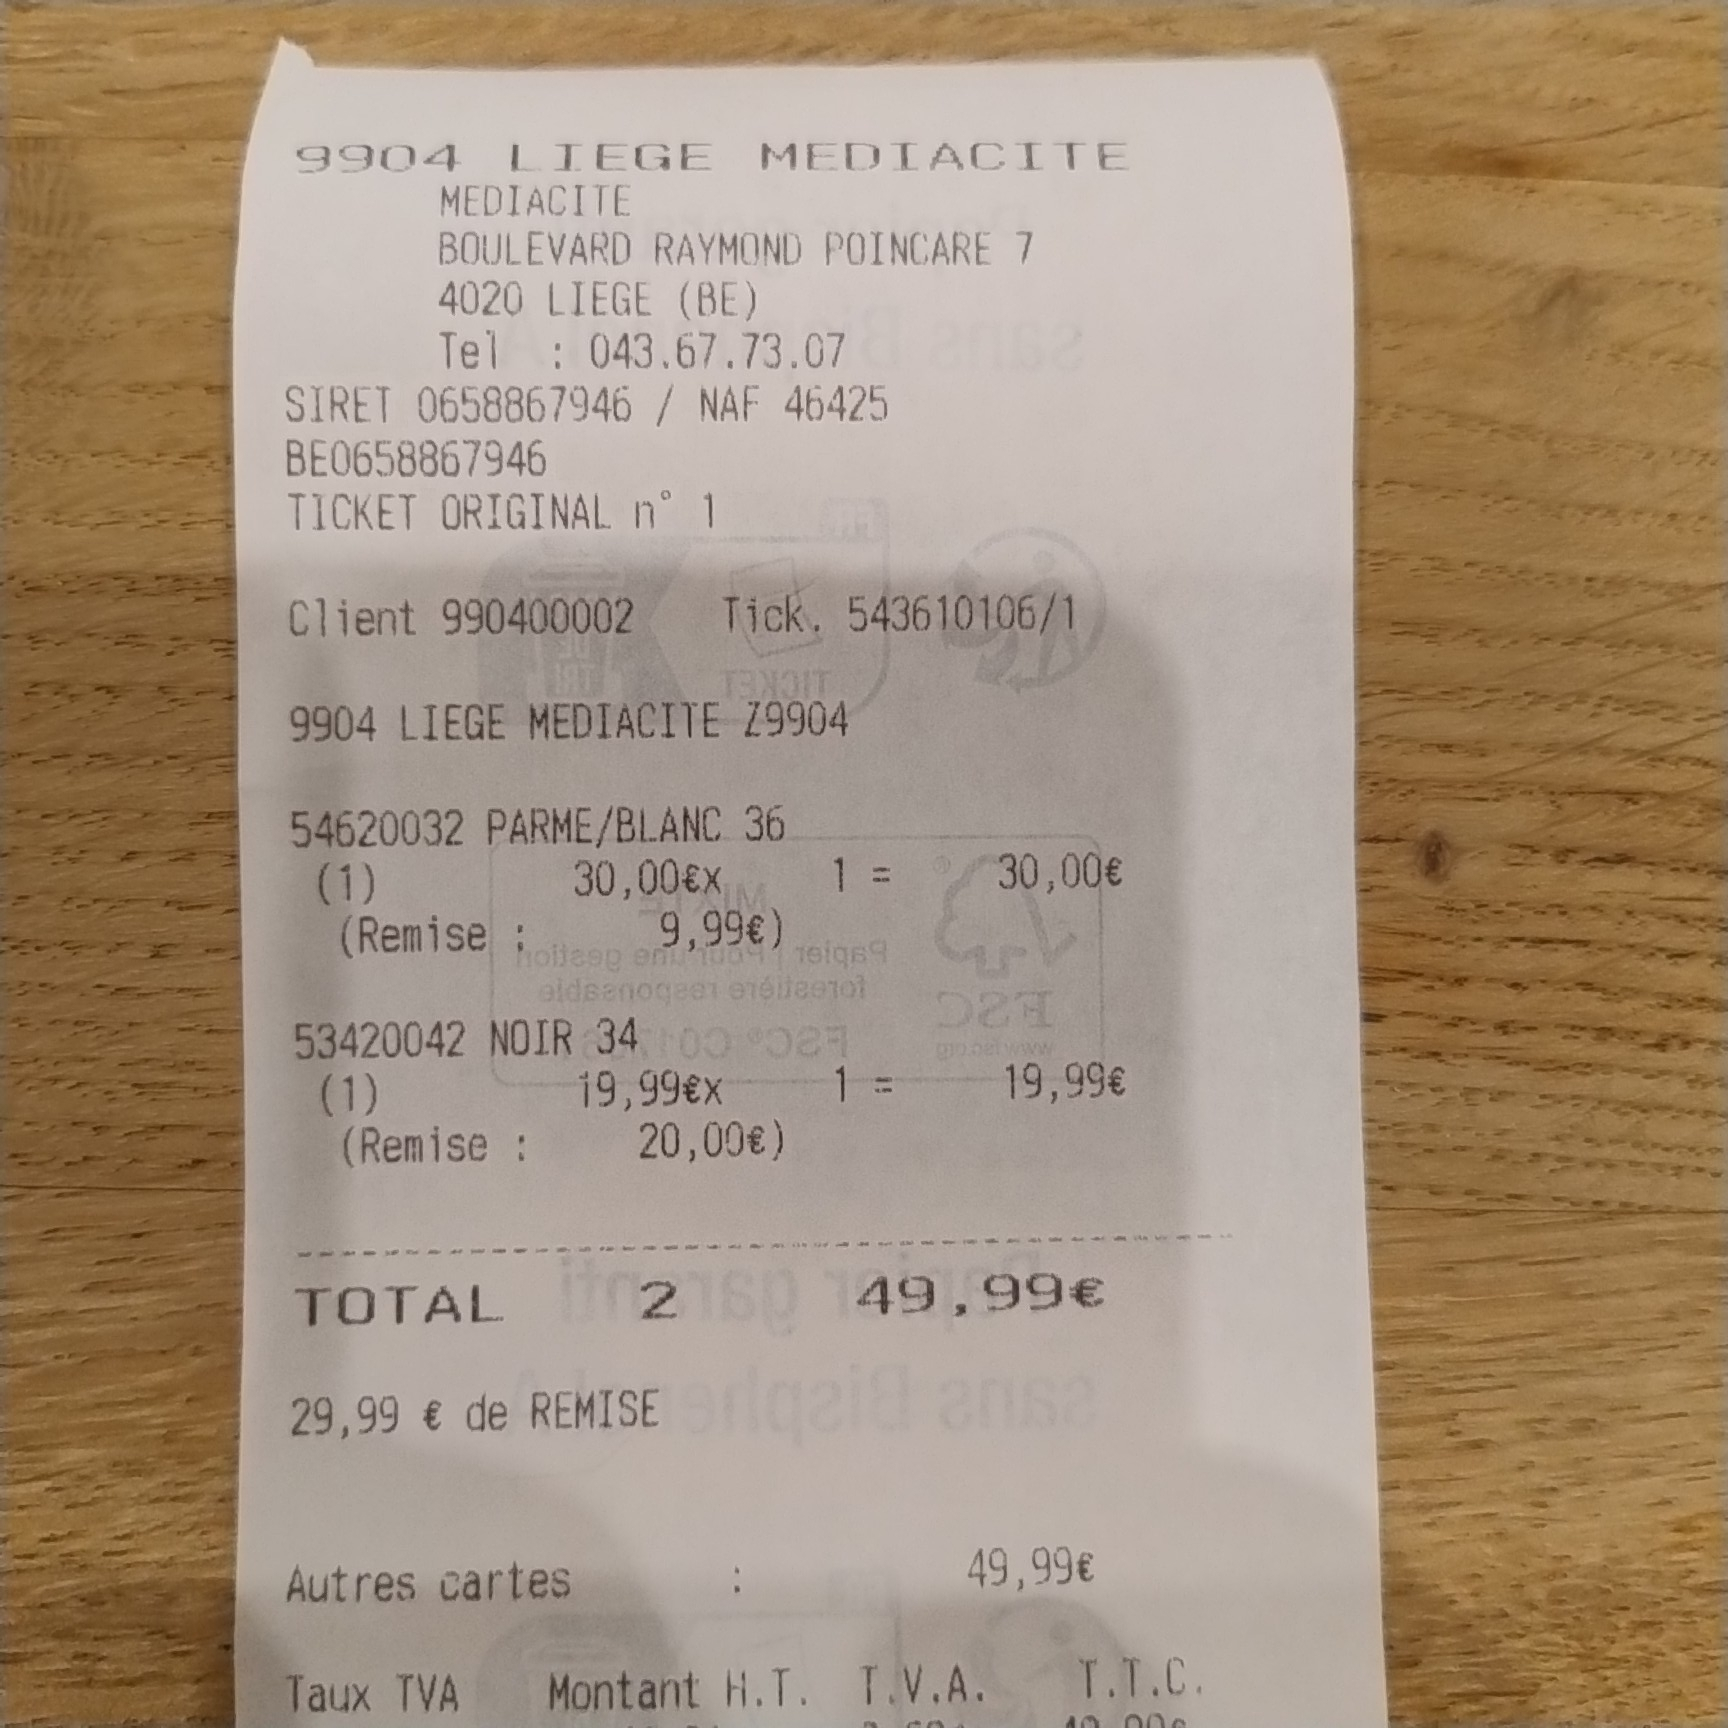 9904 LIEGE MEDIACITE
MEDIACITE
BOULEVARD RAYMOND POINCARE 7
4020 LIEGE (BE)
Tel : 043.67.73.07
SIRET 0658867946 / NAF 46425
BE0658867946
TICKET ORIGINAL n° 1
Client 990400002 Tick. 543610106/1
9904 LIEGE MEDIACITE Z9904
54620032 PARME/BLANC 36
(1) 30,00€x 1 = 30,00€
(Remise : 9,99€)
53420042 NOIR 34
(1) 19,99€x 1 = 19,99€
(Remise : 20,00€)
TOTAL 2 49,99€
29,99 € de REMISE
Autres cartes : 49,99€
Taux TVA Montant H.T. T.V.A. T.T.C.